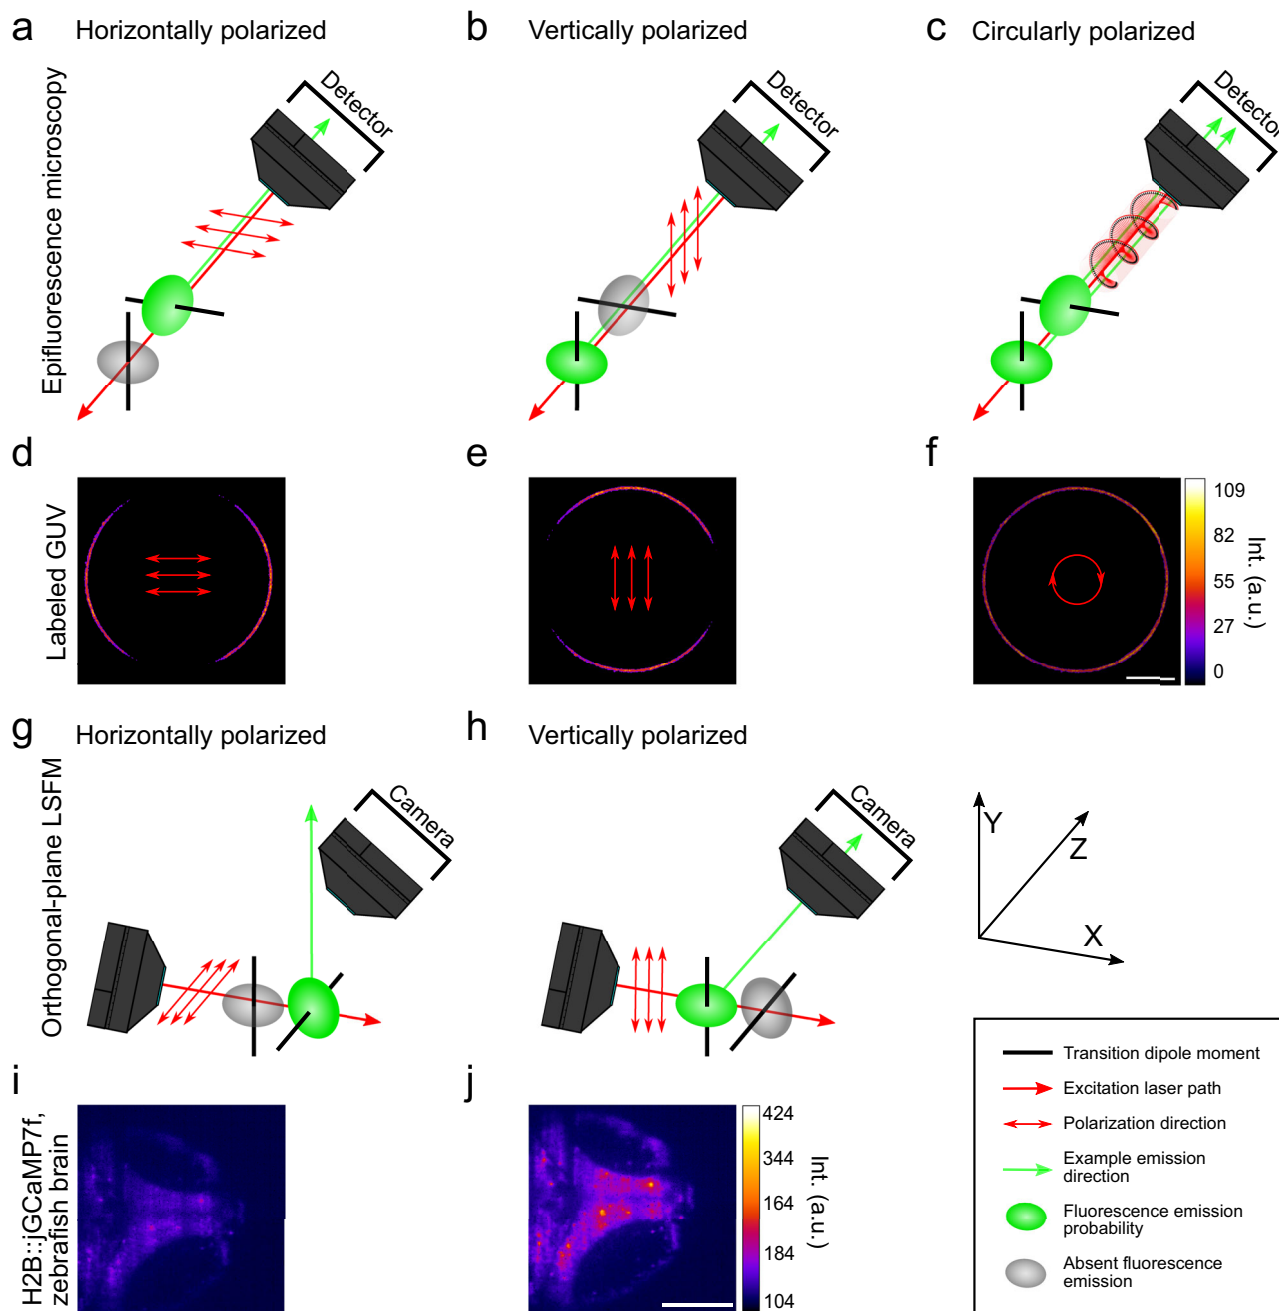 a Horizontally polarized
b Vertically polarized
c Circularly polarized
Epifluorescence microscopy
Detector
Detector
Detector
d
e
f
Labeled GUV
109
82
55
27
0
Int. (a.u.)
g Horizontally polarized
h Vertically polarized
Orthogonal-plane LSFM
Camera
Camera
Y
Z
X
i
j
H2B::jGCaMP7f,
zebrafish brain
424
344
164
184
104
Int. (a.u.)
Transition dipole moment
Excitation laser path
Polarization direction
Example emission
direction
Fluorescence emission
probability
Absent fluorescence
emission